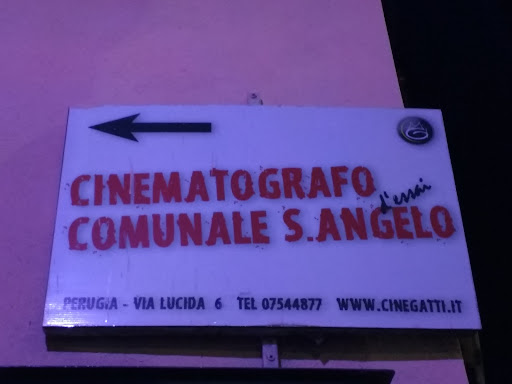 CINEMATOGRAFO
d'essai
COMUNALE S.ANGELO
PERUGIA - VIA LUCIDA 6 TEL 07544877 WWW.CINEGATTI.IT